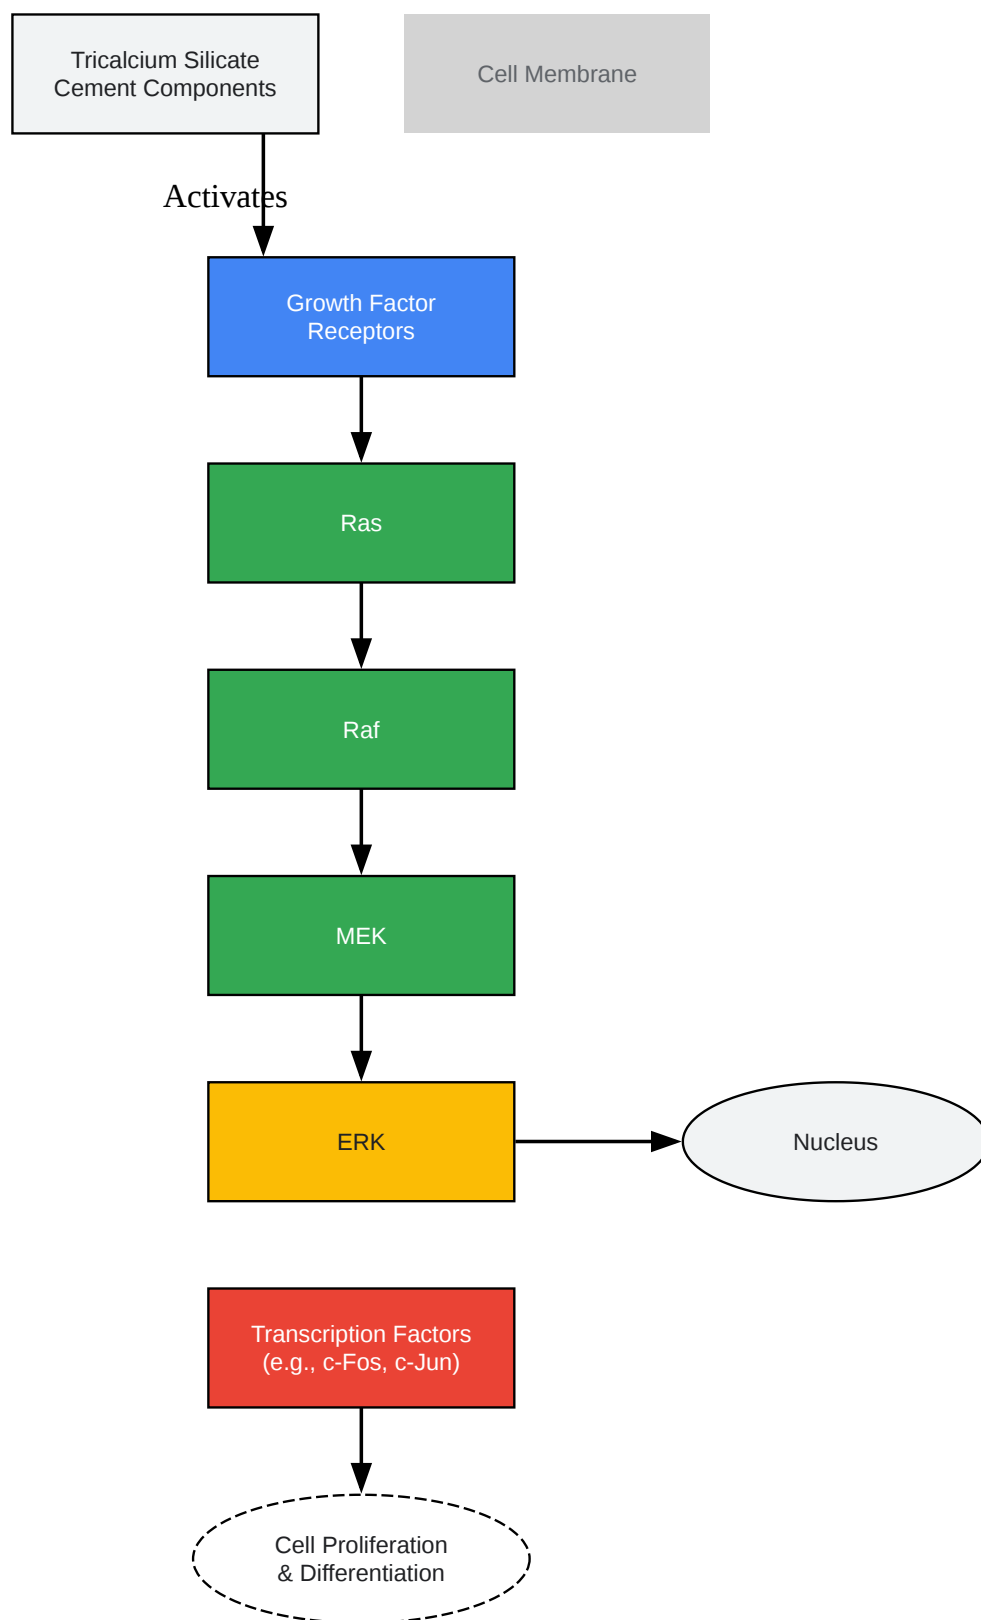 Tricalcium Silicate
Cement Components
Cell Membrane
Activates
Growth Factor
Receptors
Ras
Raf
MEK
ERK
Nucleus
Transcription Factors
(e.g., c-Fos, c-Jun)
Cell Proliferation
& Differentiation